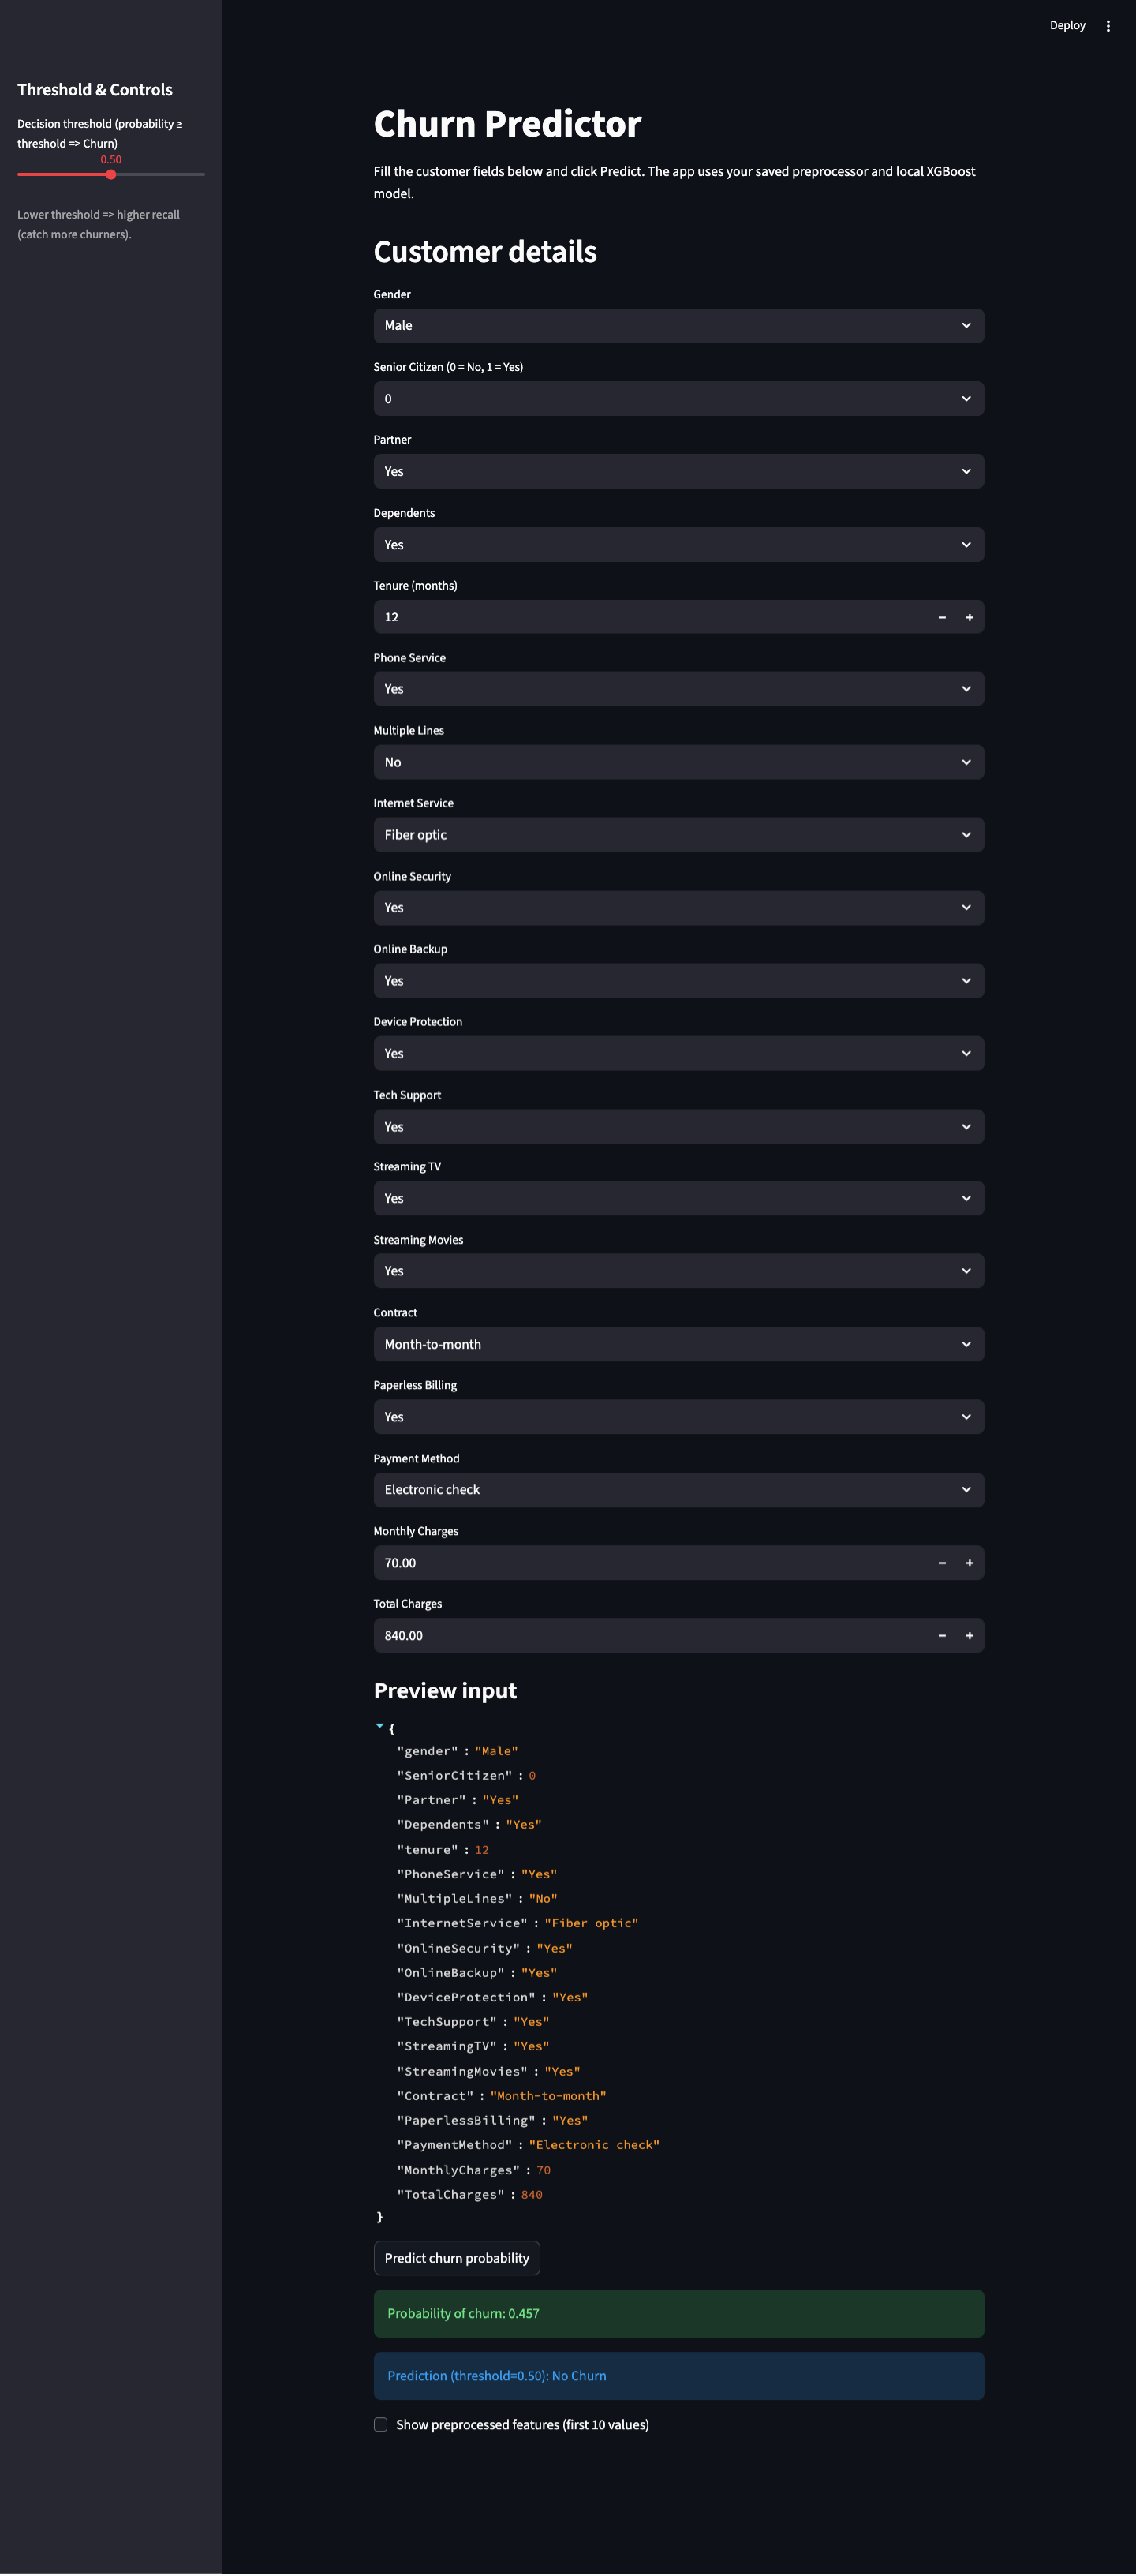 Deploy
Threshold & Controls
Decision threshold (probability ≥
threshold => Churn)
0.50
Lower threshold => higher recall
(catch more churners).
Churn Predictor
Fill the customer fields below and click Predict. The app uses your saved preprocessor and local XGBoost
model.
Customer details
Gender
Male
Senior Citizen (0 = No, 1 = Yes)
0
Partner
Yes
Dependents
Yes
Tenure (months)
12
Phone Service
Yes
Multiple Lines
No
Internet Service
Fiber optic
Online Security
Yes
Online Backup
Yes
Device Protection
Yes
Tech Support
Yes
Streaming TV
Yes
Streaming Movies
Yes
Contract
Month-to-month
Paperless Billing
Yes
Payment Method
Electronic check
Monthly Charges
70.00
Total Charges
840.00
Preview input
{
"gender" : "Male"
"SeniorCitizen" : 0
"Partner" : "Yes"
"Dependents" : "Yes"
"tenure" : 12
"PhoneService" : "Yes"
"MultipleLines" : "No"
"InternetService" : "Fiber optic"
"OnlineSecurity" : "Yes"
"OnlineBackup" : "Yes"
"DeviceProtection" : "Yes"
"TechSupport" : "Yes"
"StreamingTV" : "Yes"
"StreamingMovies" : "Yes"
"Contract" : "Month-to-month"
"PaperlessBilling" : "Yes"
"PaymentMethod" : "Electronic check"
"MonthlyCharges" : 70
"TotalCharges" : 840
}
Predict churn probability
Probability of churn: 0.457
Prediction (threshold=0.50): No Churn
Show preprocessed features (first 10 values)